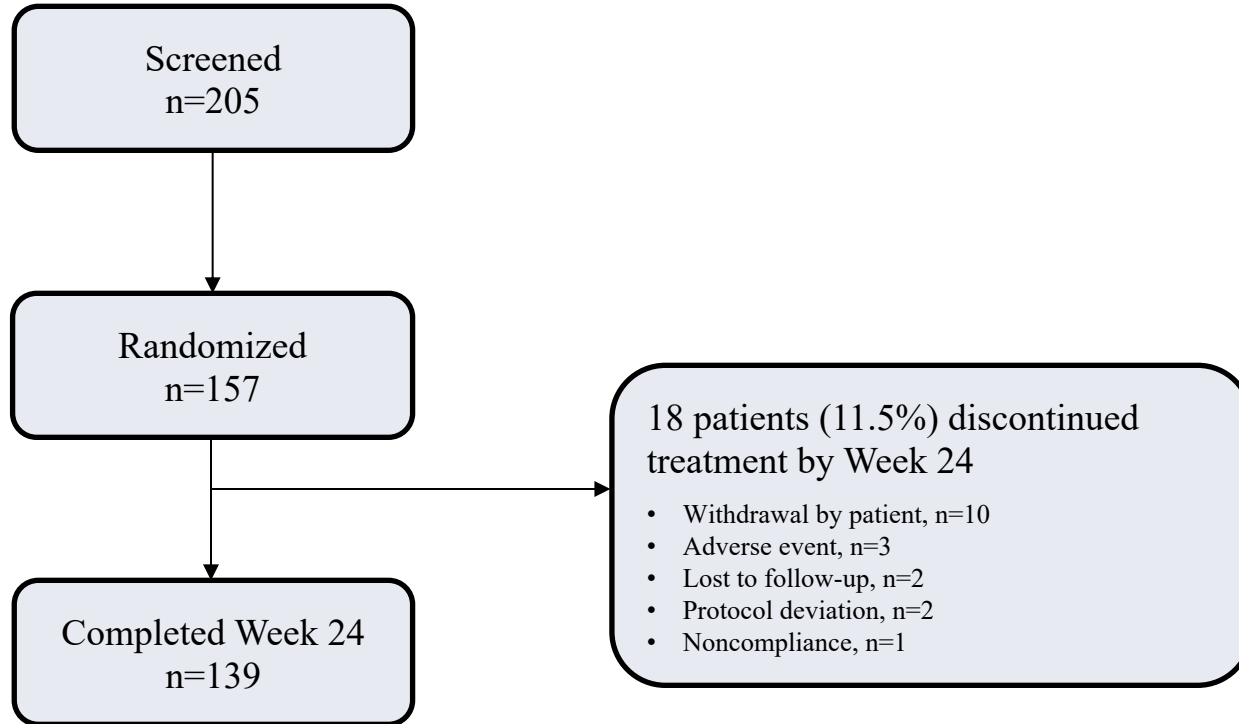 Screened
n=205
Randomized
n=157
18 patients (11.5%) discontinued
treatment by Week 24
• Withdrawal by patient, n=10
• Adverse event, n=3
• Lost to follow-up, n=2
• Protocol deviation, n=2
• Noncompliance, n=1
Completed Week 24
n=139